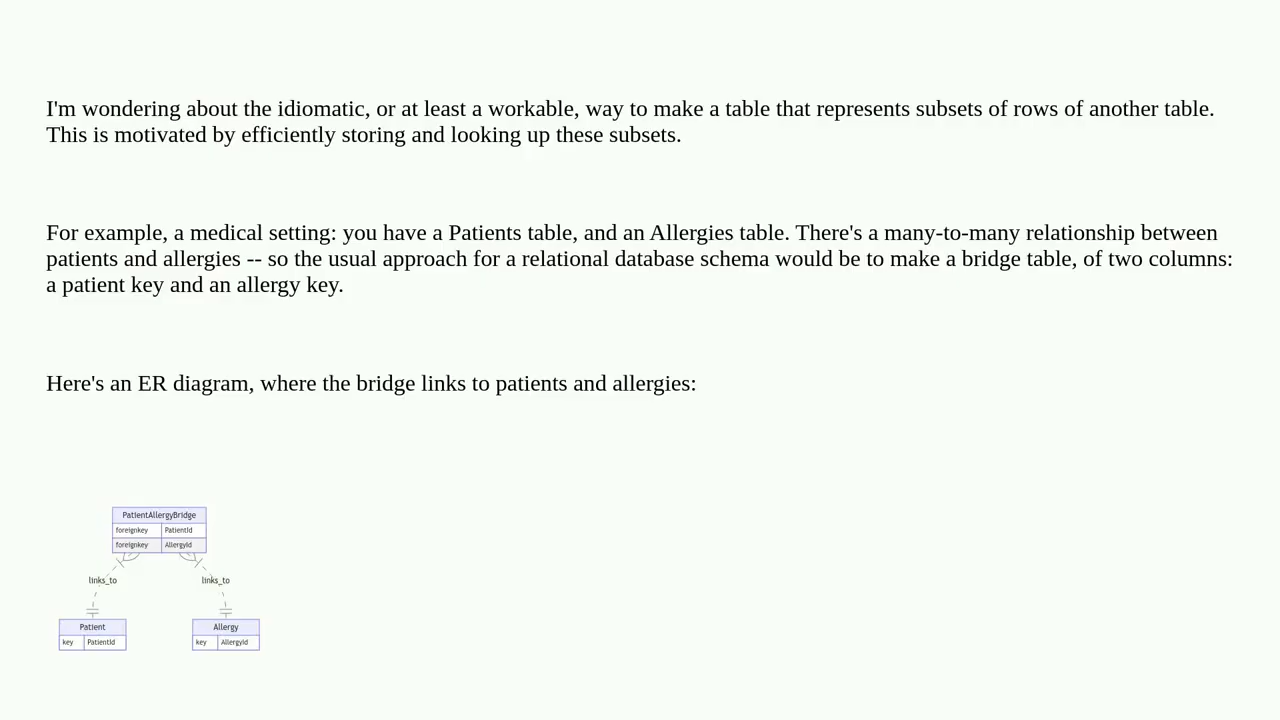 I'm wondering about the idiomatic, or at least a workable, way to make a table that represents subsets of rows of another table.
This is motivated by efficiently storing and looking up these subsets.
For example, a medical setting: you have a Patients table, and an Allergies table. There's a many-to-many relationship between
patients and allergies -- so the usual approach for a relational database schema would be to make a bridge table, of two columns:
a patient key and an allergy key.
Here's an ER diagram, where the bridge links to patients and allergies:
PatientAllergyBridge
foreignkey PatientId
foreignkey AllergyId
links_to links_to
Patient Allergy
key PatientId key AllergyId